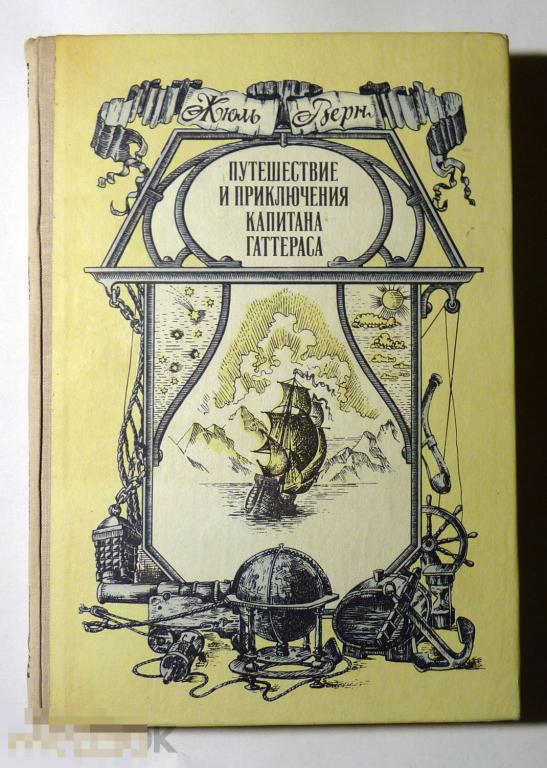 Жюль Верн
ПУТЕШЕСТВИЕ
И ПРИКЛЮЧЕНИЯ
КАПИТАНА
ГАТТЕРАСА